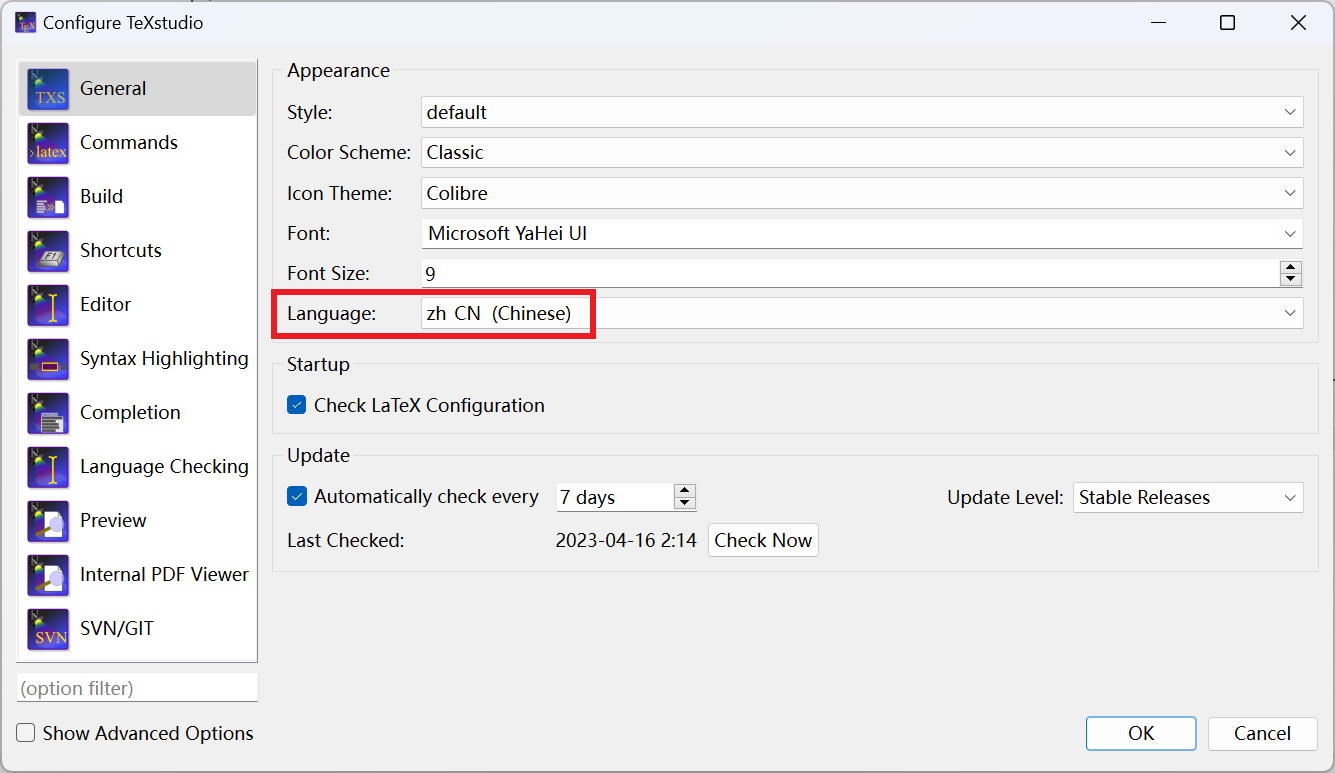 Configure TeXstudio
General
Commands
Build
Shortcuts
Editor
Syntax Highlighting
Completion
Language Checking
Preview
Internal PDF Viewer
SVN/GIT
(option filter)
Show Advanced Options
Appearance
Style: default
Color Scheme: Classic
Icon Theme: Colibre
Font: Microsoft YaHei UI
Font Size: 9
Language: zh CN (Chinese)
Startup
Check LaTeX Configuration
Update
Automatically check every 7 days Update Level: Stable Releases
Last Checked: 2023-04-16 2:14 Check Now
OK Cancel